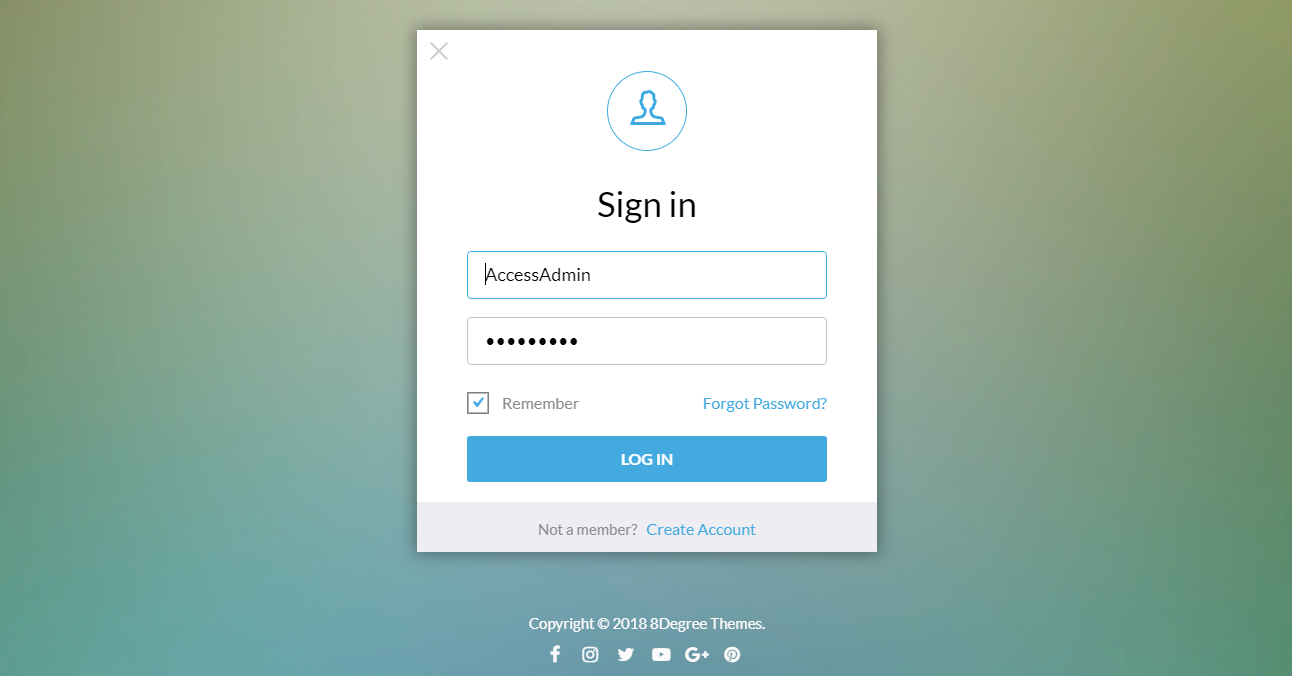 Sign in
AccessAdmin
•••••••••
Remember Forgot Password?
LOG IN
Not a member? Create Account
Copyright © 2018 8Degree Themes.